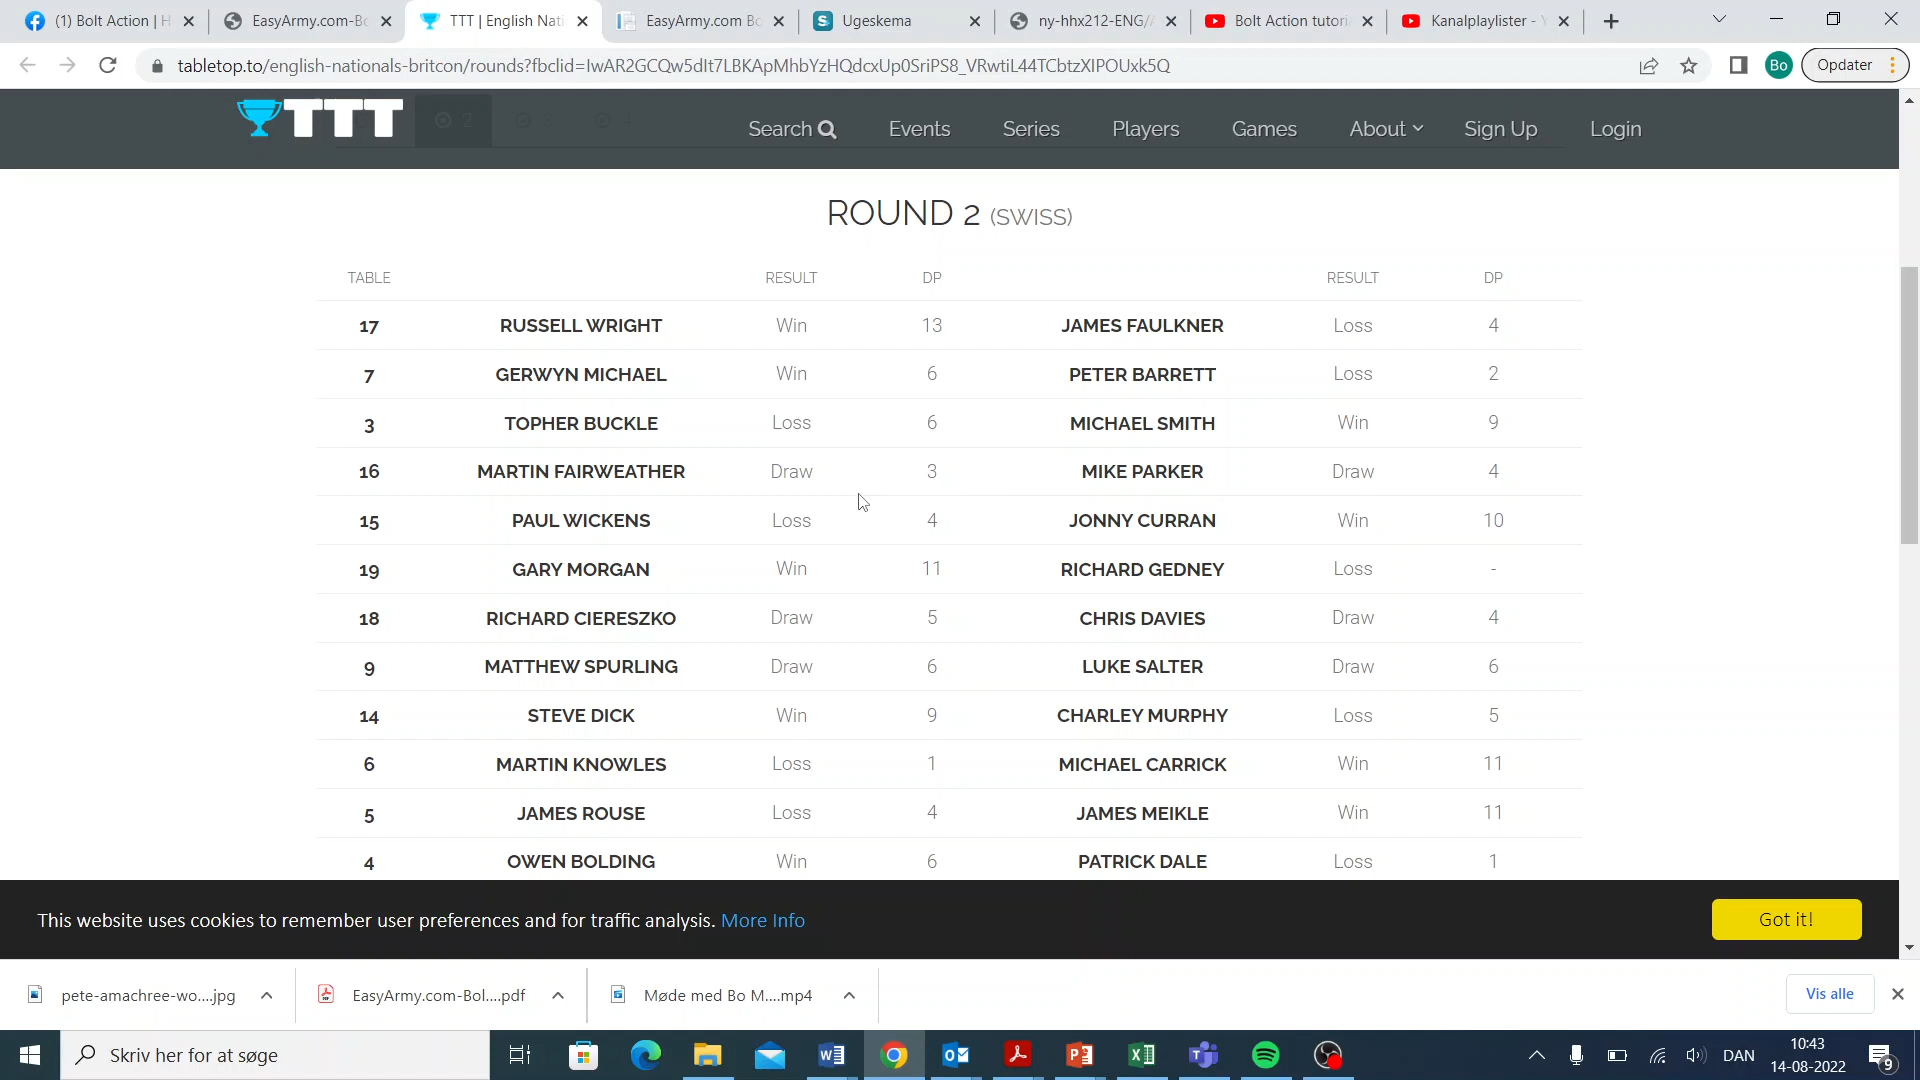 (1) Bolt Action | H
EasyArmy.com-Bo
TTT | English Nati
EasyArmy.com Bo
Ugeskema
ny-hhx212-ENG/A
Bolt Action tutori
Kanalplaylister - Y
tabletop.to/english-nationals-britcon/rounds?fbclid=IwAR2GCQw5dIt7LBKApMhbYzHQdcxUp0SriPS8_VRwtiL44TCbtzXIPOUxk5Q
Bo
Opdater
TTT
2
3
4
Search
Events
Series
Players
Games
About
Sign Up
Login
ROUND 2 (SWISS)
TABLE RESULT DP RESULT DP
17 RUSSELL WRIGHT Win 13 JAMES FAULKNER Loss 4
7 GERWYN MICHAEL Win 6 PETER BARRETT Loss 2
3 TOPHER BUCKLE Loss 6 MICHAEL SMITH Win 9
16 MARTIN FAIRWEATHER Draw 3 MIKE PARKER Draw 4
15 PAUL WICKENS Loss 4 JONNY CURRAN Win 10
19 GARY MORGAN Win 11 RICHARD GEDNEY Loss -
18 RICHARD CIERESZKO Draw 5 CHRIS DAVIES Draw 4
9 MATTHEW SPURLING Draw 6 LUKE SALTER Draw 6
14 STEVE DICK Win 9 CHARLEY MURPHY Loss 5
6 MARTIN KNOWLES Loss 1 MICHAEL CARRICK Win 11
5 JAMES ROUSE Loss 4 JAMES MEIKLE Win 11
4 OWEN BOLDING Win 6 PATRICK DALE Loss 1
This website uses cookies to remember user preferences and for traffic analysis. More Info
Got it!
pete-amachree-wo....jpg
EasyArmy.com-Bol....pdf
Møde med Bo M....mp4
Vis alle
Skriv her for at søge
DAN
10:43
14-08-2022
9